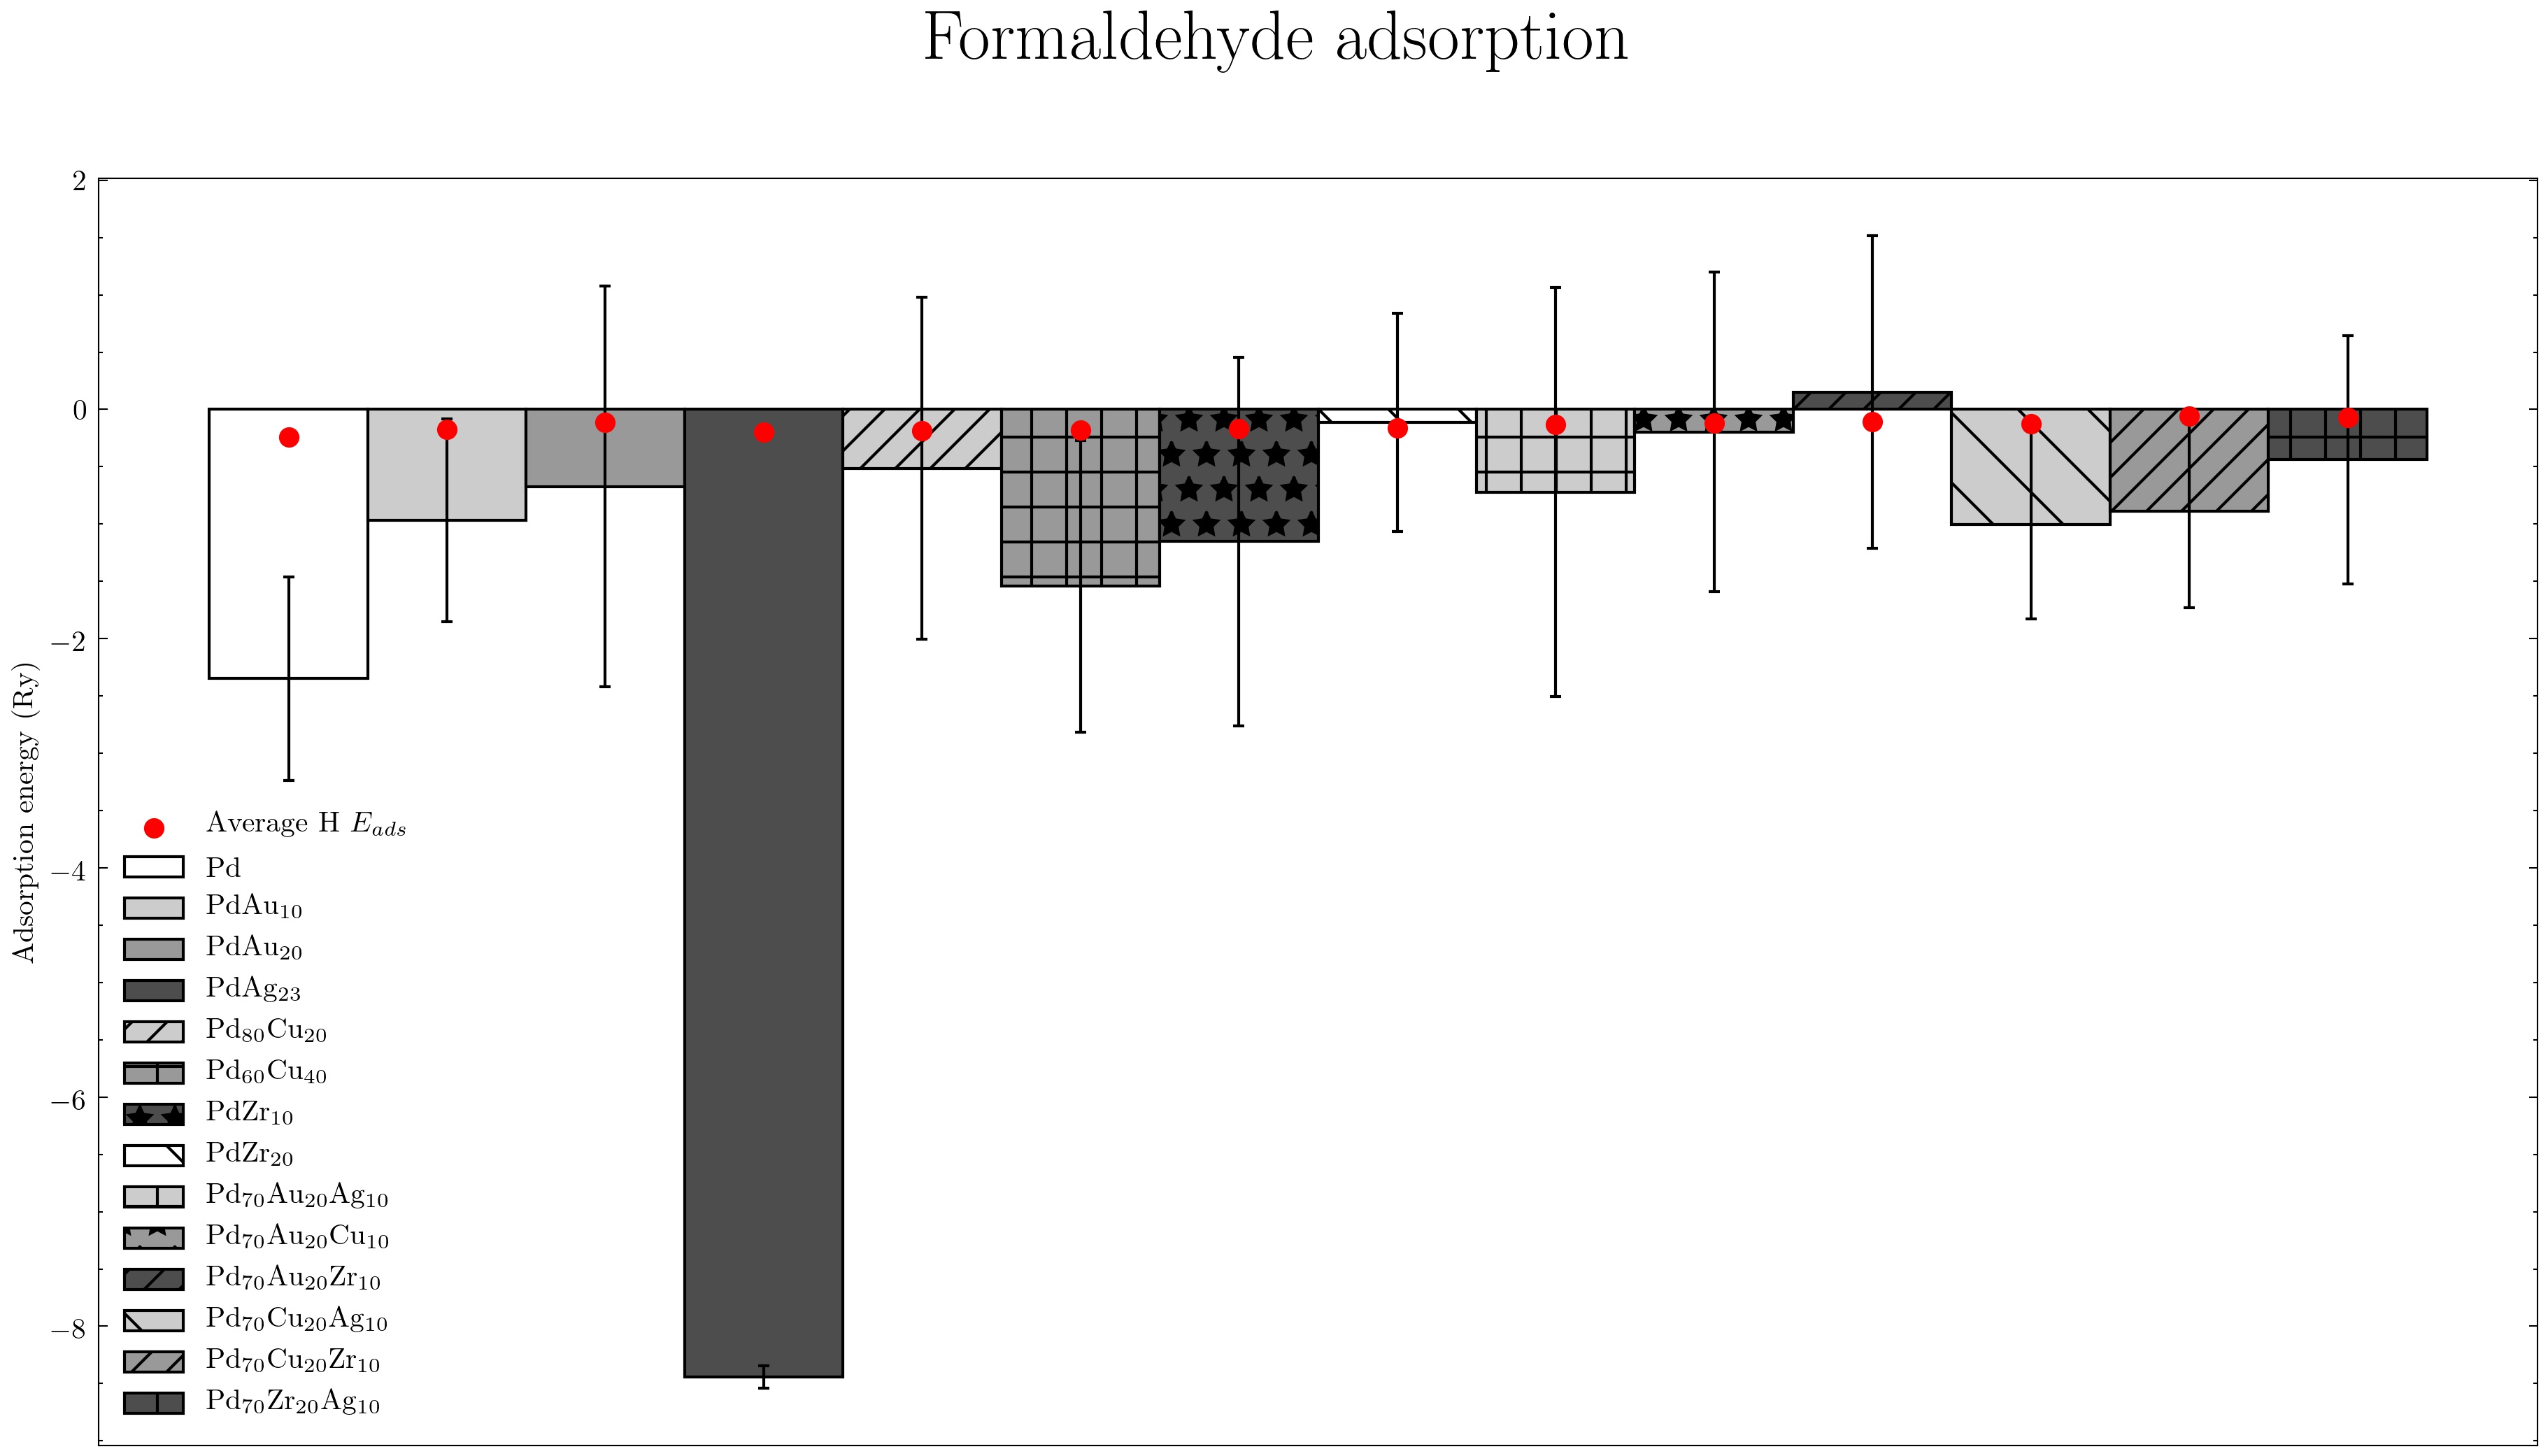 Formaldehyde adsorption
2
0
−2
−4
−6
−8
Adsorption energy (Ry)
Average H E_ads
Pd
PdAu₁₀
PdAu₂₀
PdAg₂₃
Pd₈₀Cu₂₀
Pd₆₀Cu₄₀
PdZr₁₀
PdZr₂₀
Pd₇₀Au₂₀Ag₁₀
Pd₇₀Au₂₀Cu₁₀
Pd₇₀Au₂₀Zr₁₀
Pd₇₀Cu₂₀Ag₁₀
Pd₇₀Cu₂₀Zr₁₀
Pd₇₀Zr₂₀Ag₁₀